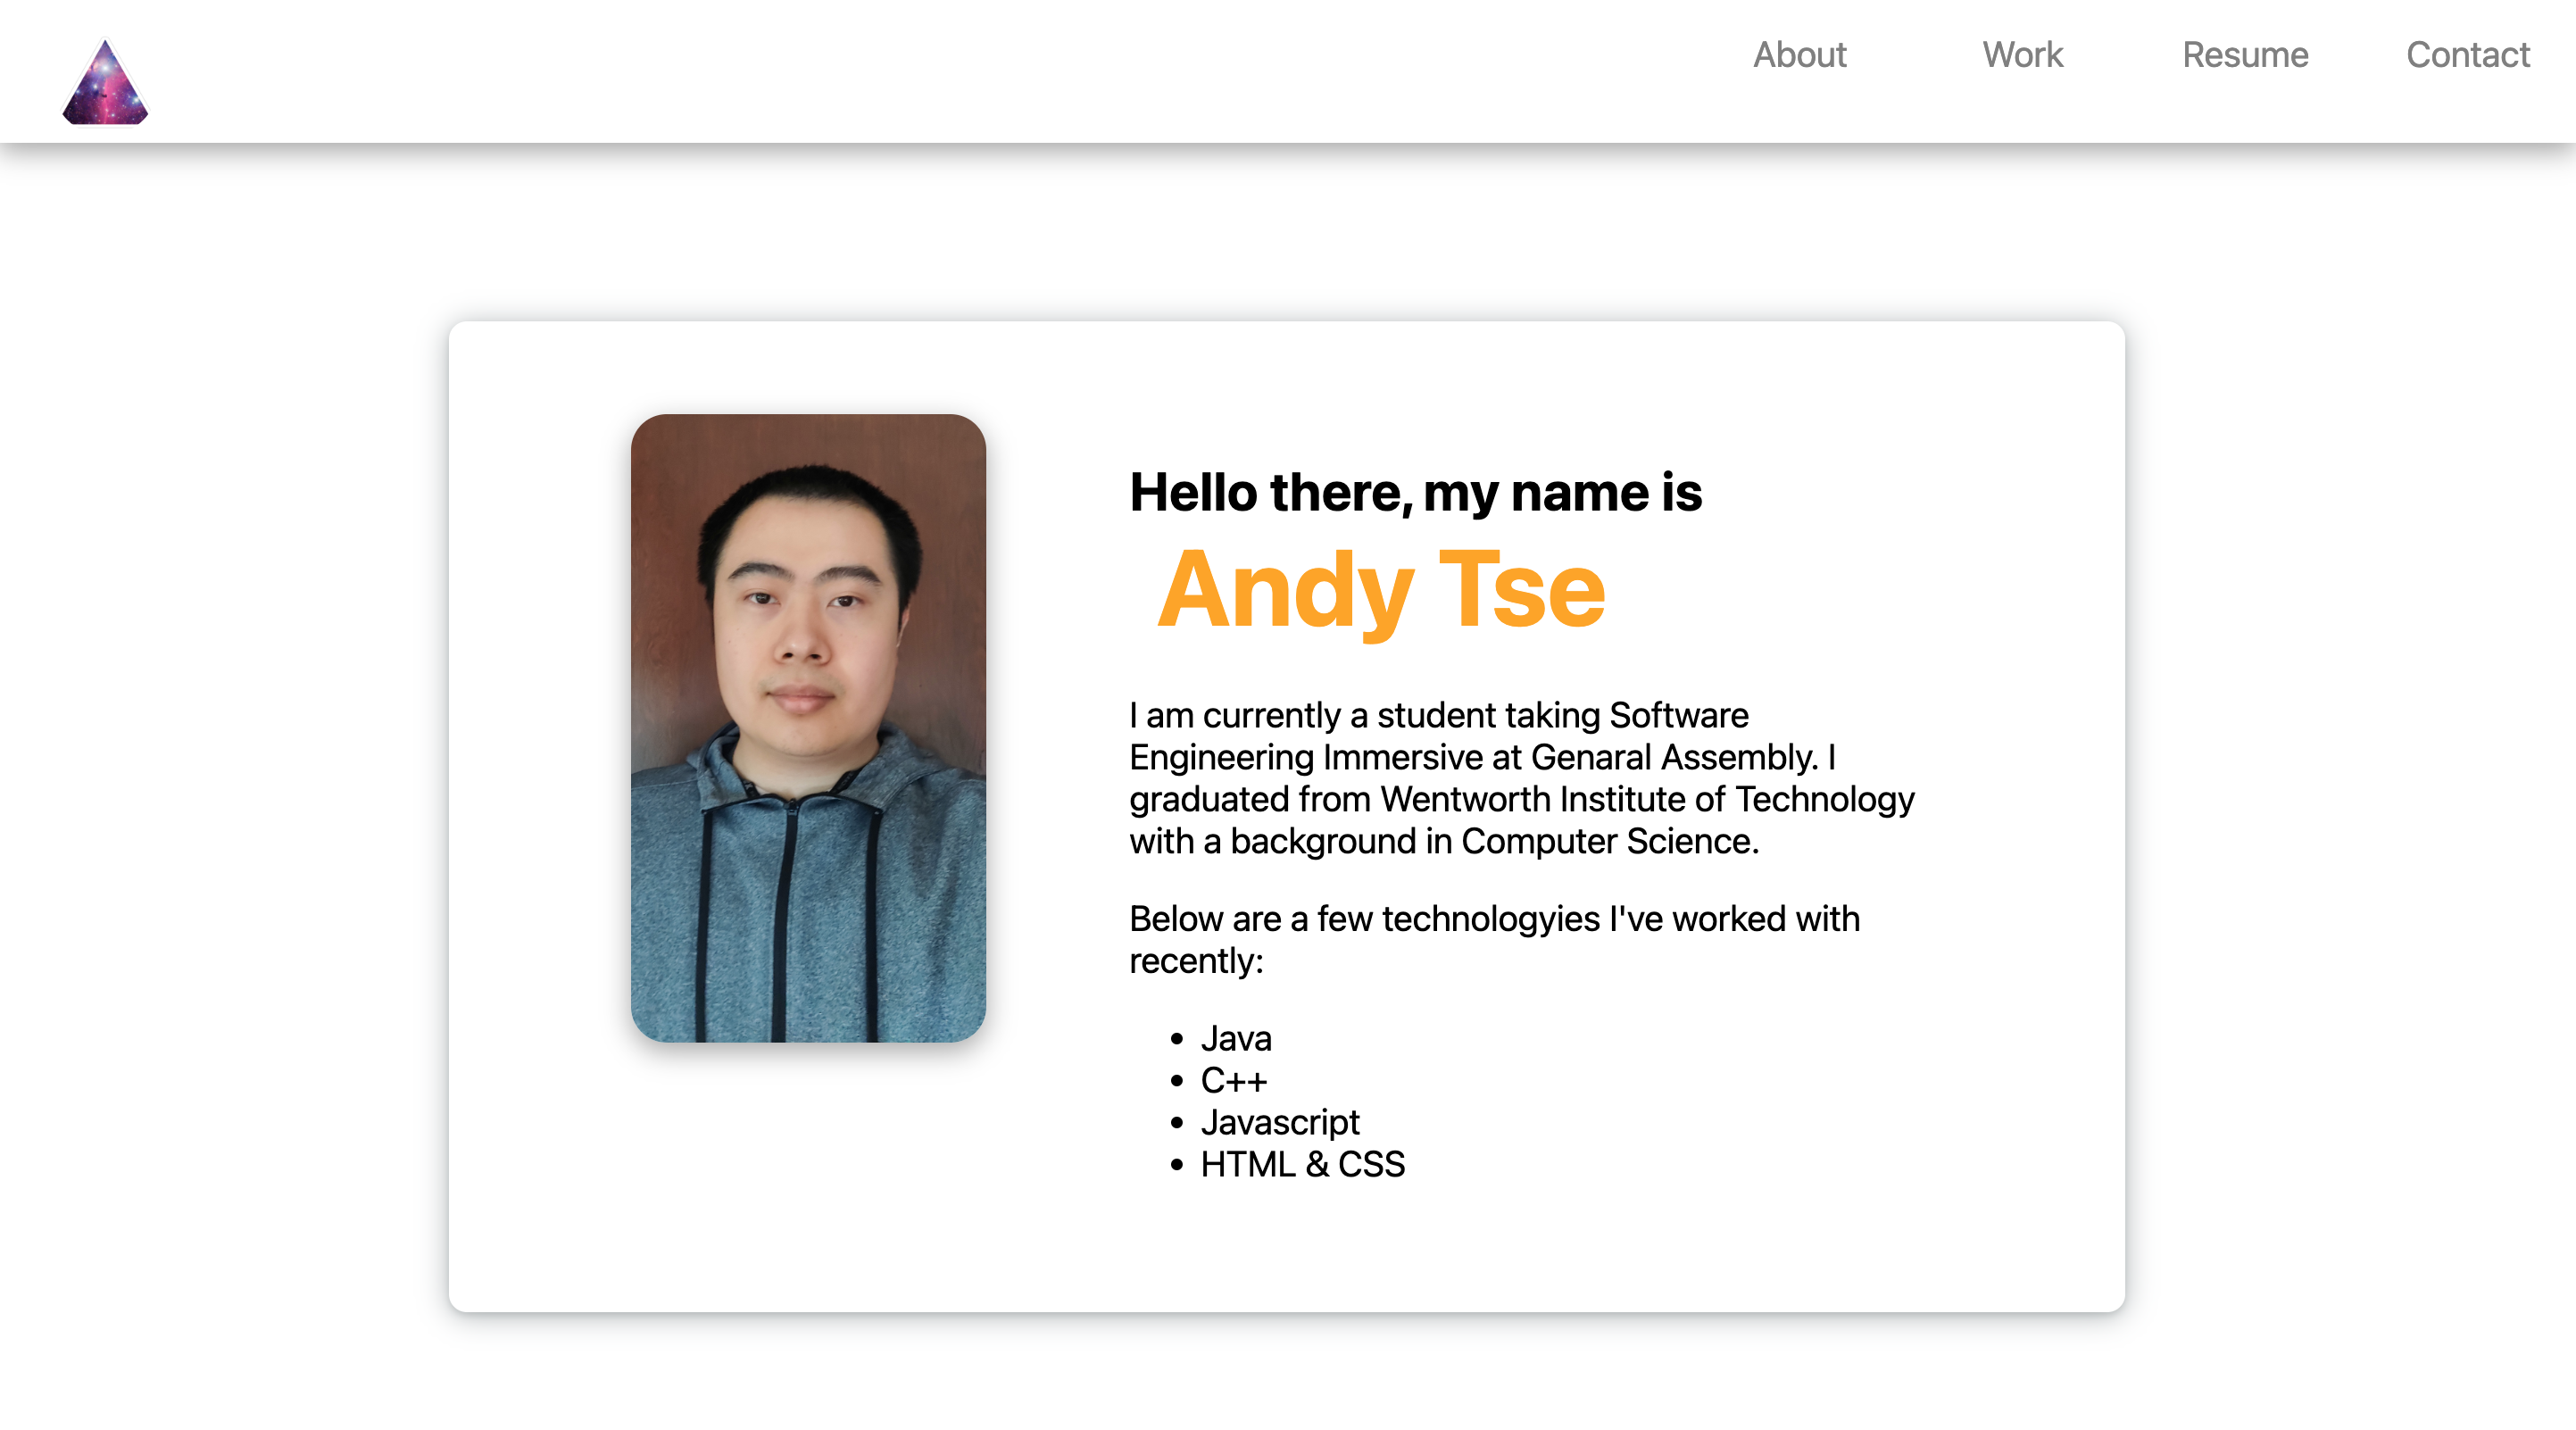 About
Work
Resume
Contact
Hello there, my name is
Andy Tse
I am currently a student taking Software
Engineering Immersive at Genaral Assembly. I
graduated from Wentworth Institute of Technology
with a background in Computer Science.
Below are a few technologyies I've worked with
recently:
• Java
• C++
• Javascript
• HTML & CSS